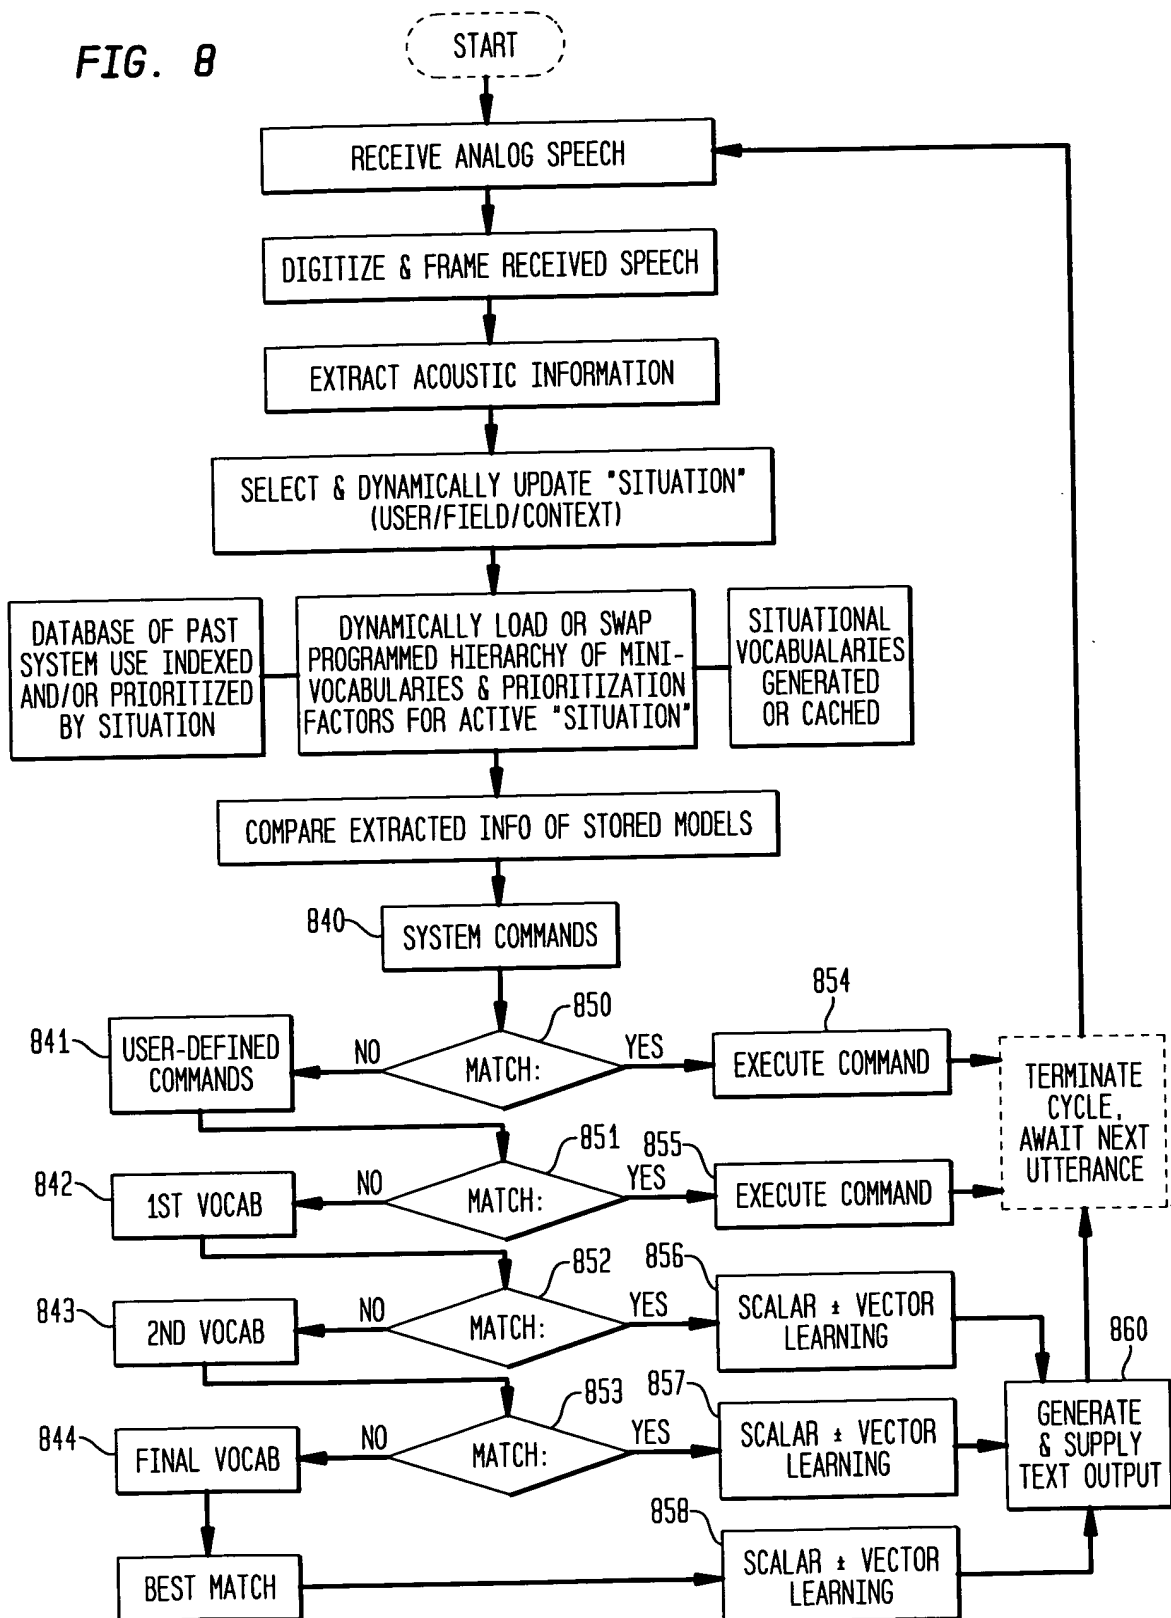 FIG. 8
START
RECEIVE ANALOG SPEECH
DIGITIZE & FRAME RECEIVED SPEECH
EXTRACT ACOUSTIC INFORMATION
SELECT & DYNAMICALLY UPDATE "SITUATION"
(USER/FIELD/CONTEXT)
DATABASE OF PAST
SYSTEM USE INDEXED
AND/OR PRIORITIZED
BY SITUATION
DYNAMICALLY LOAD OR SWAP
PROGRAMMED HIERARCHY OF MINI-
VOCABULARIES & PRIORITIZATION
FACTORS FOR ACTIVE "SITUATION"
SITUATIONAL
VOCABUALARIES
GENERATED
OR CACHED
COMPARE EXTRACTED INFO OF STORED MODELS
840
SYSTEM COMMANDS
850
MATCH:
NO
YES
841
USER-DEFINED
COMMANDS
854
EXECUTE COMMAND
TERMINATE
CYCLE,
AWAIT NEXT
UTTERANCE
851
MATCH:
NO
YES
842
1ST VOCAB
855
EXECUTE COMMAND
852
MATCH:
NO
YES
843
2ND VOCAB
856
SCALAR ± VECTOR
LEARNING
853
MATCH:
NO
YES
844
FINAL VOCAB
857
SCALAR ± VECTOR
LEARNING
860
GENERATE
& SUPPLY
TEXT OUTPUT
BEST MATCH
858
SCALAR ± VECTOR
LEARNING